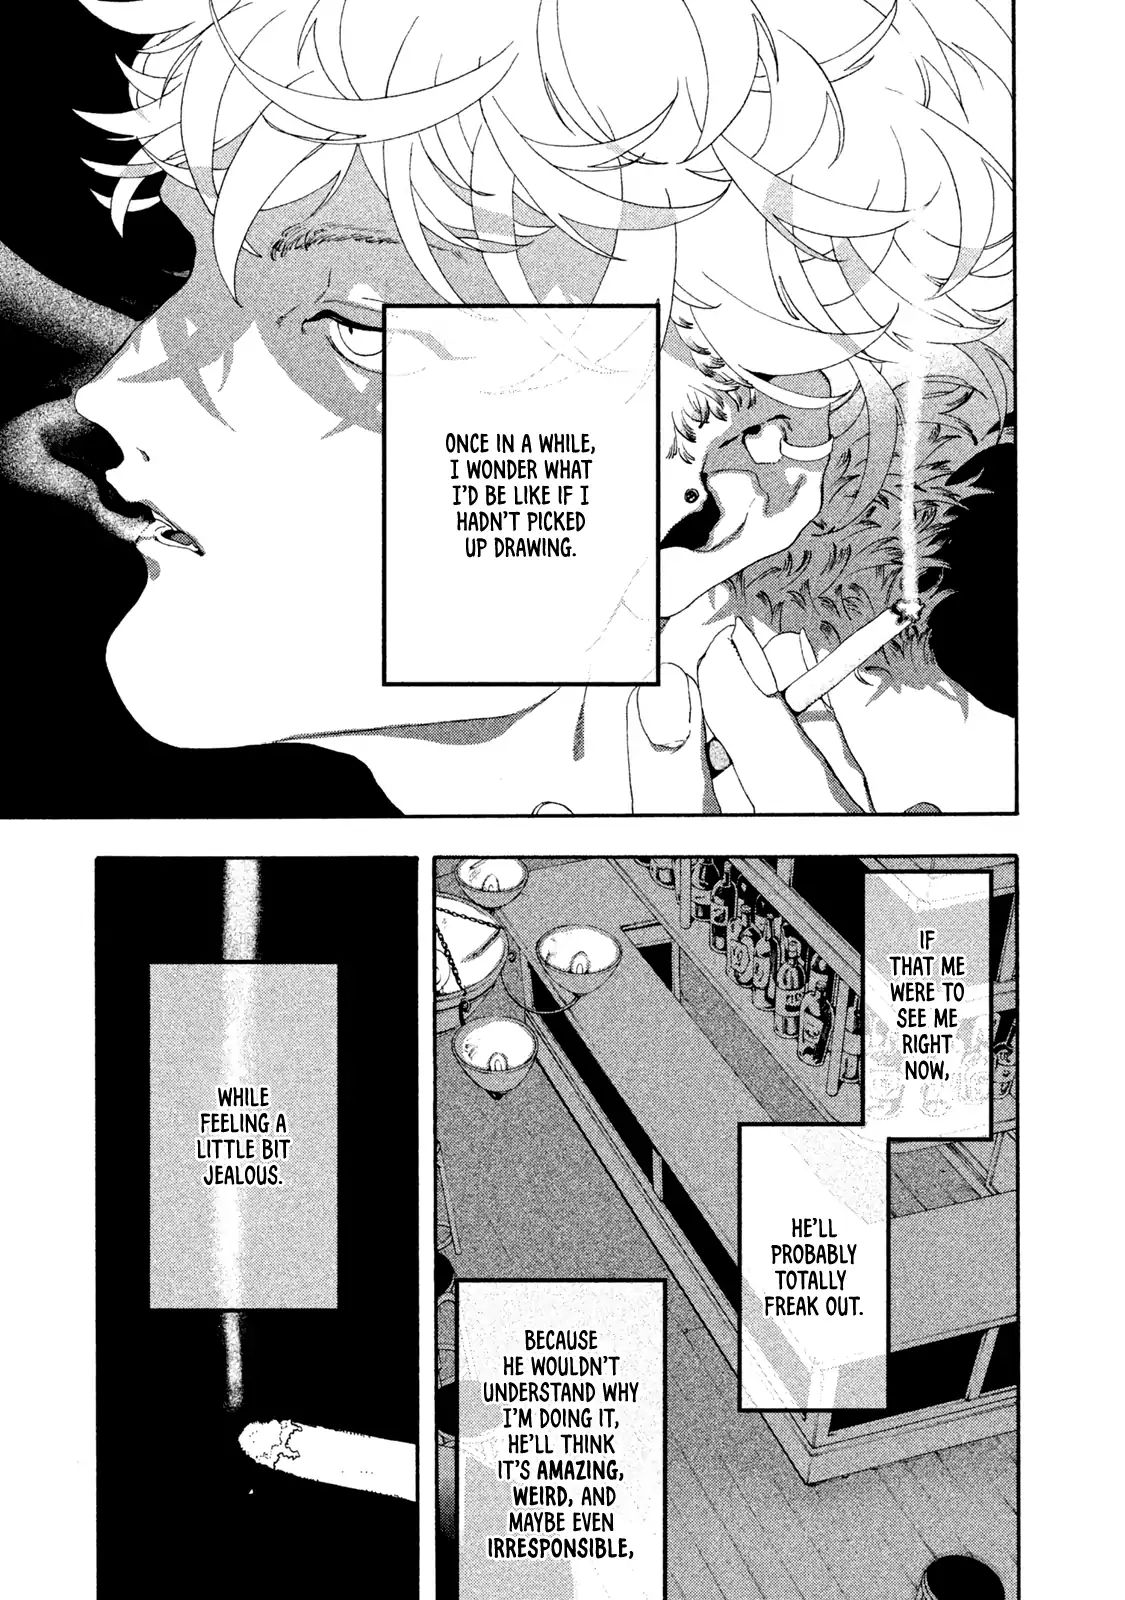 ONCE IN A WHILE,
I WONDER WHAT
I'D BE LIKE IF I
HADN'T PICKED
UP DRAWING.
IF
THAT ME
WERE TO
SEE ME
RIGHT
NOW,
HE'LL
PROBABLY
TOTALLY
FREAK OUT.
BECAUSE
HE WOULDN'T
UNDERSTAND WHY
I'M DOING IT,
HE'LL THINK
IT'S AMAZING,
WEIRD, AND
MAYBE EVEN
IRRESPONSIBLE,
WHILE
FEELING A
LITTLE BIT
JEALOUS.